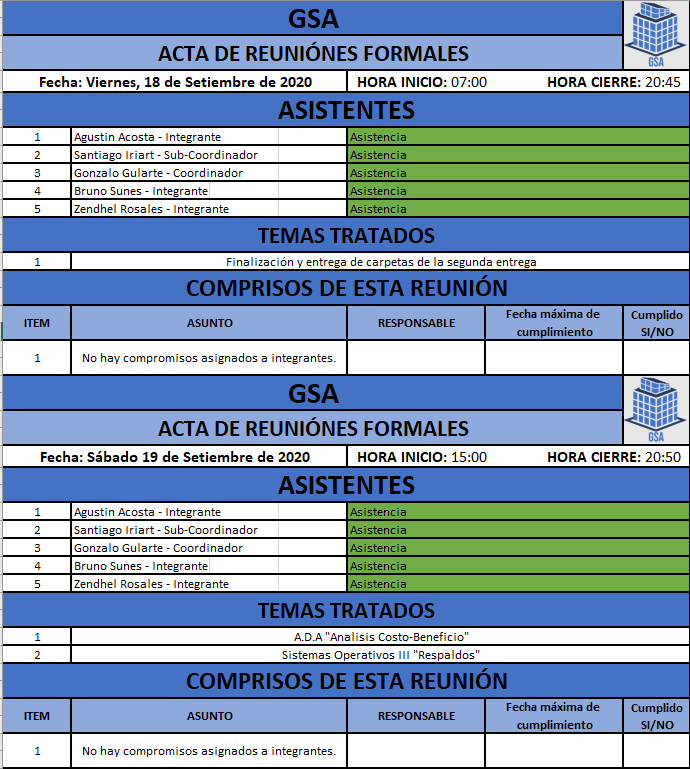 GSA
GSA
ACTA DE REUNIÓNES FORMALES
Fecha: Viernes, 18 de Setiembre de 2020 HORA INICIO: 07:00 HORA CIERRE: 20:45
ASISTENTES
1 Agustin Acosta - Integrante Asistencia
2 Santiago Iriart - Sub-Coordinador Asistencia
3 Gonzalo Gularte - Coordinador Asistencia
4 Bruno Sunes - Integrante Asistencia
5 Zendhel Rosales - Integrante Asistencia
TEMAS TRATADOS
1 Finalización y entrega de carpetas de la segunda entrega
COMPRISOS DE ESTA REUNIÓN
ITEM ASUNTO RESPONSABLE Fecha máxima de cumplimiento Cumplido SI/NO
1 No hay compromisos asignados a integrantes.
GSA
GSA
ACTA DE REUNIÓNES FORMALES
Fecha: Sábado 19 de Setiembre de 2020 HORA INICIO: 15:00 HORA CIERRE: 20:50
ASISTENTES
1 Agustin Acosta - Integrante Asistencia
2 Santiago Iriart - Sub-Coordinador Asistencia
3 Gonzalo Gularte - Coordinador Asistencia
4 Bruno Sunes - Integrante Asistencia
5 Zendhel Rosales - Integrante Asistencia
TEMAS TRATADOS
1 A.D.A "Analisis Costo-Beneficio"
2 Sistemas Operativos III "Respaldos"
COMPRISOS DE ESTA REUNIÓN
ITEM ASUNTO RESPONSABLE Fecha máxima de cumplimiento Cumplido SI/NO
1 No hay compromisos asignados a integrantes.